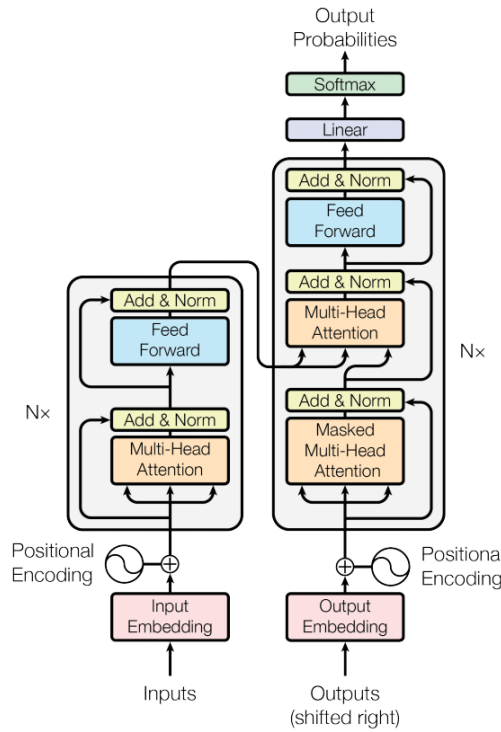 Output
Probabilities
Softmax
Linear
Add & Norm
Feed
Forward
Add & Norm
Multi-Head
Attention
Add & Norm
Masked
Multi-Head
Attention
Nx
Add & Norm
Feed
Forward
Add & Norm
Multi-Head
Attention
Nx
Positional
Encoding
Positiona
Encoding
Input
Embedding
Output
Embedding
Inputs
Outputs
(shifted right)